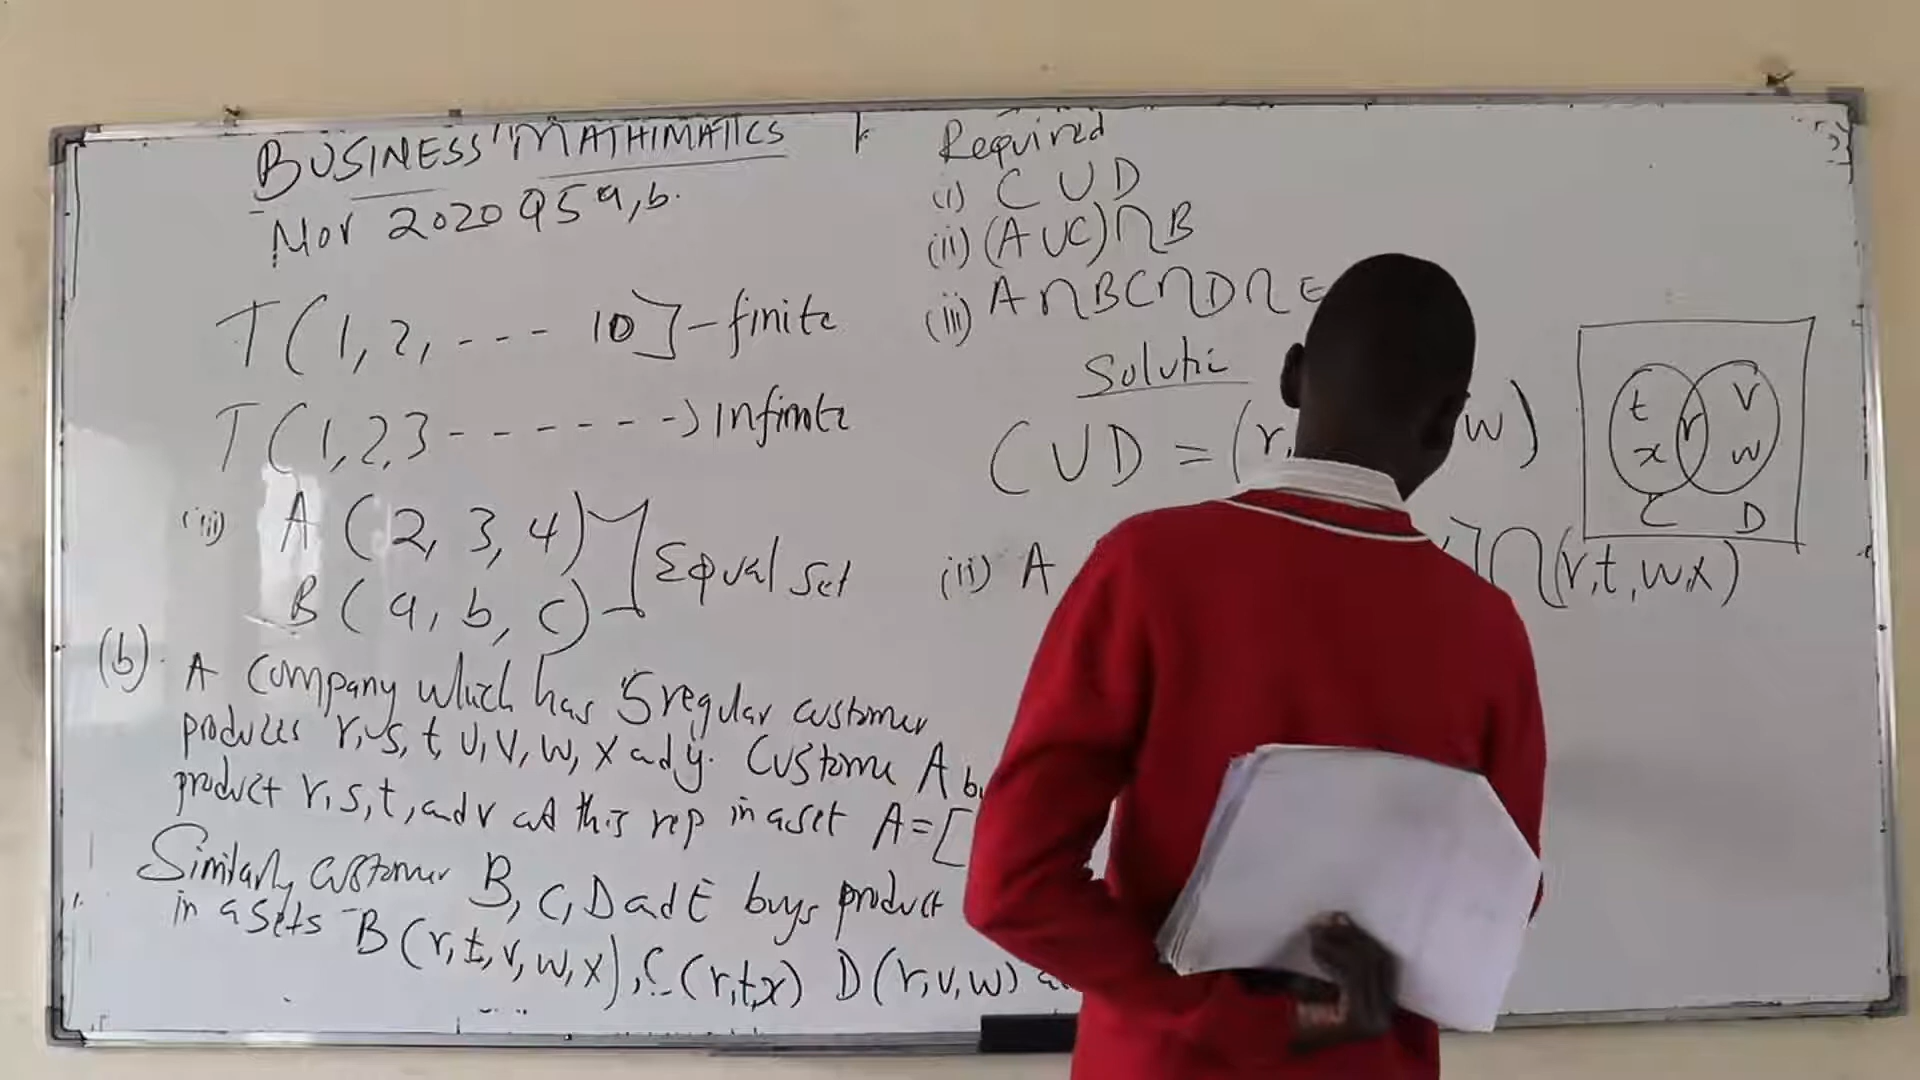 BUSINESS MATHIMATICS
Nov 2020 Q5 a, b.
T (1, 2, --- 10] - finite
T (1, 2, 3 - - - - - - -) Infinite
(iii) A (2, 3, 4)
B (a, b, c)
Equal set
(b). A Company which has 5 regular customer
produces r, s, t, u, v, w, x and y. Custome A
product r, s, t, and v and this rep in a set A = [
Similarly customer B, C, D and E buys product
in a sets B (r, t, v, w, x), C (r, t, x) D (r, v, w)
Required
(i) C U D
(ii) (A U C) ∩ B
(iii) A ∩ B C ∩ D ∩ E
Solutio
C U D = (r, w)
(ii) A ] ∩ (r, t, w, x)
t
x
r
v
w
C D